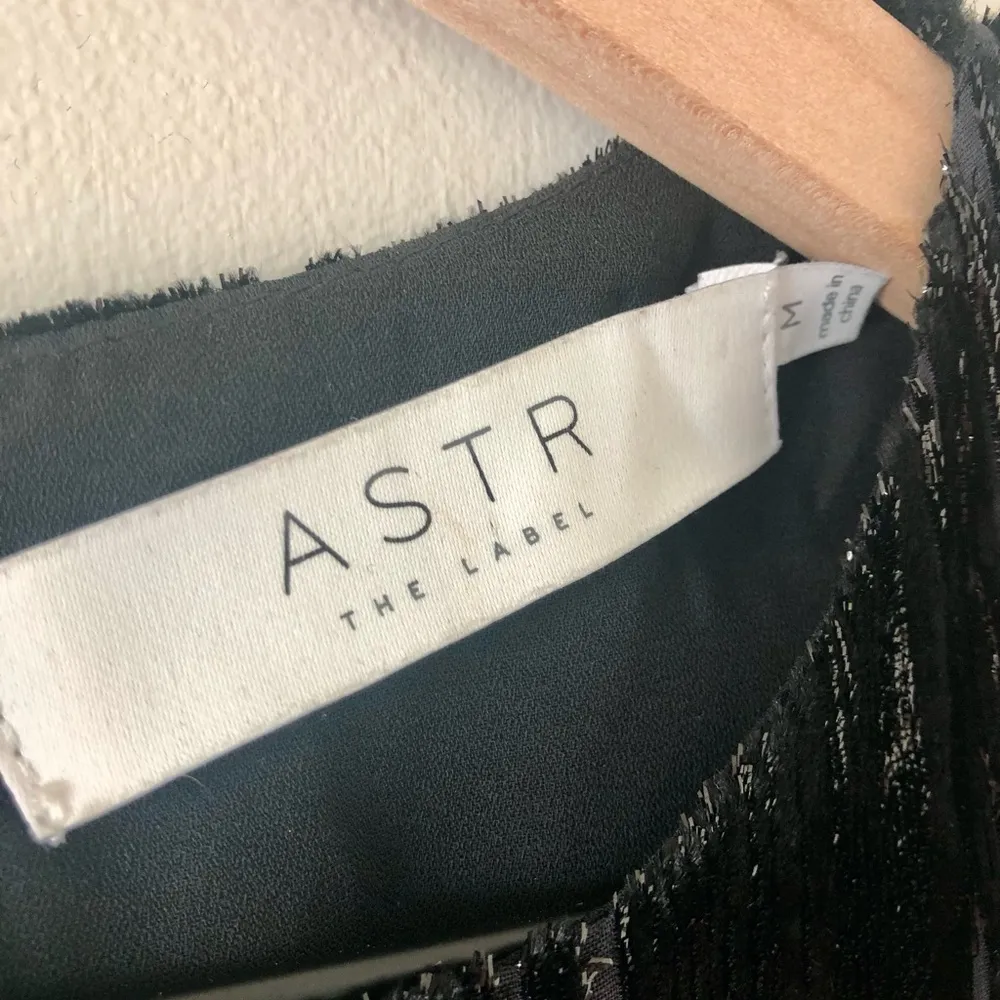 ASTR
THE LABEL
M
made in
china